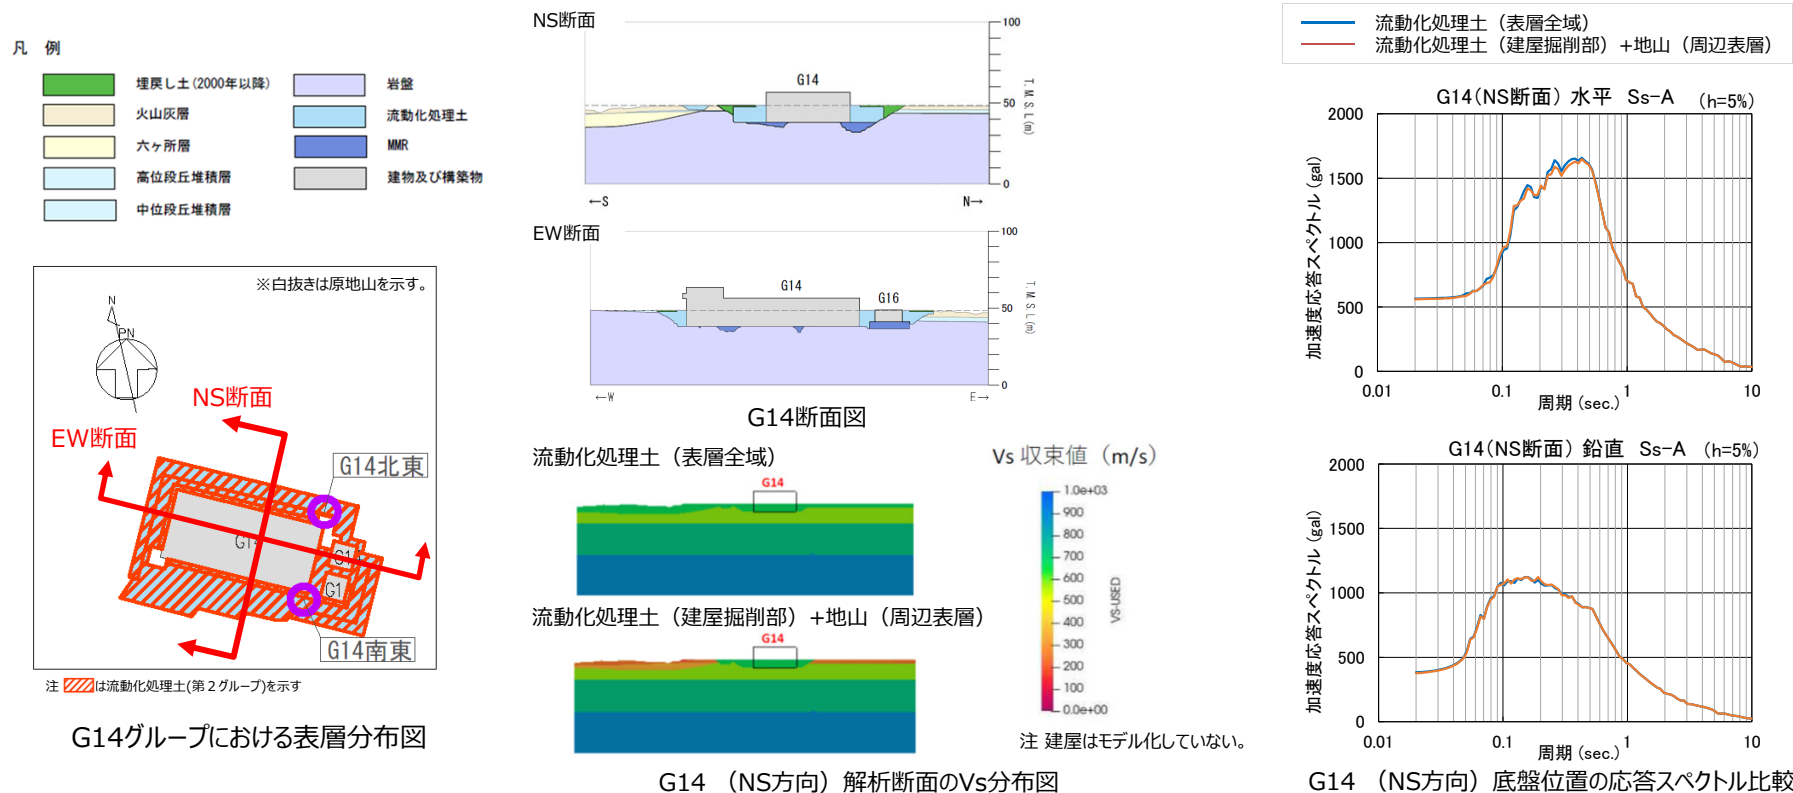 凡 例
埋戻し土(2000年以降)
火山灰層
六ヶ所層
高位段丘堆積層
中位段丘堆積層
岩盤
流動化処理土
MMR
建物及び構築物
※白抜きは原地山を示す。
N
PN
NS断面
EW断面
G14北東
G14
G1
G1
G14南東
注 は流動化処理土(第２グループ)を示す
G14グループにおける表層分布図
NS断面
G14
100
50
0
T.M.S.L.(m)
←S
N→
EW断面
G14
G16
100
50
0
T.M.S.L.(m)
←W
E→
G14断面図
流動化処理土（表層全域）
G14
流動化処理土（建屋掘削部）+地山（周辺表層）
G14
Vs 収束値（m/s）
1.0e+03
900
800
700
600
500
400
300
200
100
0.0e+00
VS-USED
注 建屋はモデル化していない。
G14 （NS方向）解析断面のVs分布図
流動化処理土（表層全域）
流動化処理土（建屋掘削部）+地山（周辺表層）
G14(NS断面) 水平 Ss-A (h=5%)
加速度応答スペクトル(gal)
2000
1500
1000
500
0
0.01
0.1
1
10
周期(sec.)
G14(NS断面) 鉛直 Ss-A (h=5%)
加速度応答スペクトル(gal)
2000
1500
1000
500
0
0.01
0.1
1
10
周期(sec.)
G14 （NS方向）底盤位置の応答スペクトル比較